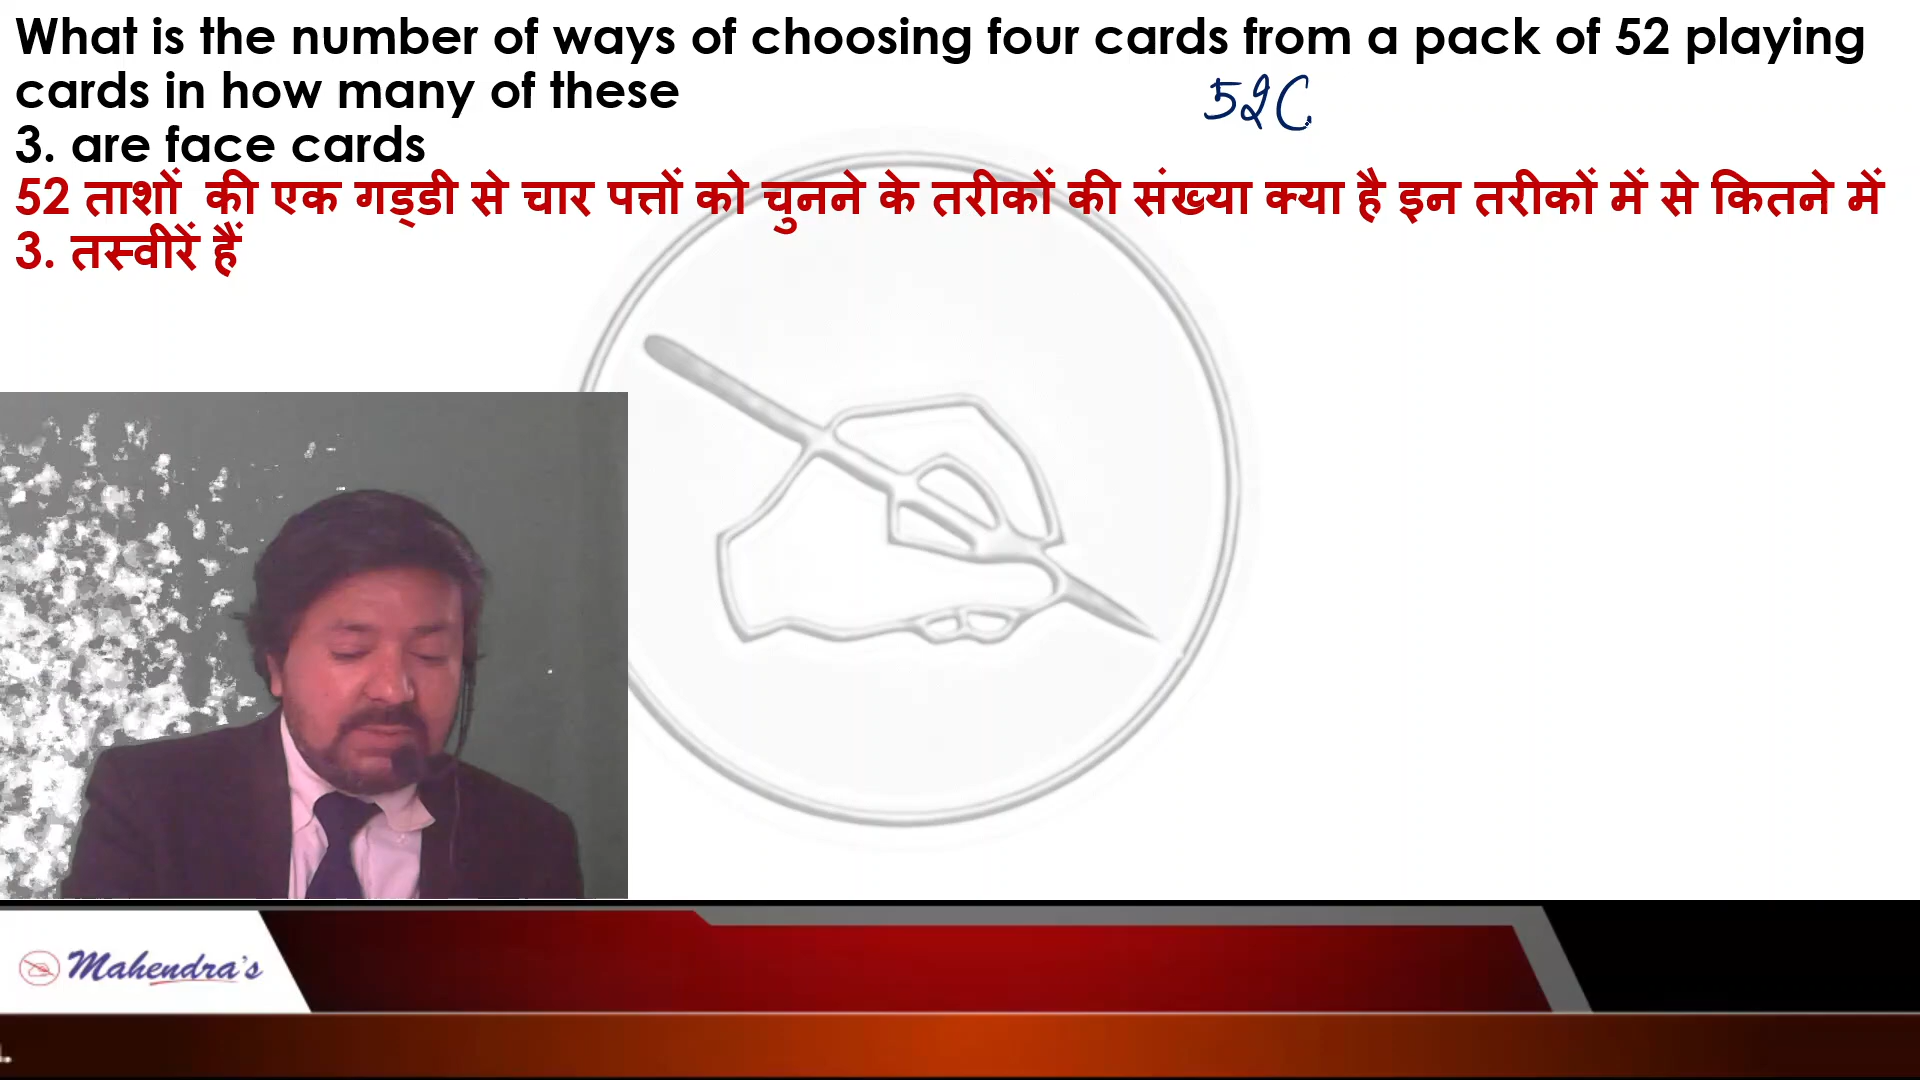 What is the number of ways of choosing four cards from a pack of 52 playing
cards in how many of these
52C
3. are face cards
52 ताशों की एक गड्डी से चार पत्तों को चुनने के तरीकों की संख्या क्या है इन तरीकों में से कितने में
3. तस्वीरें हैं
Mahendra's